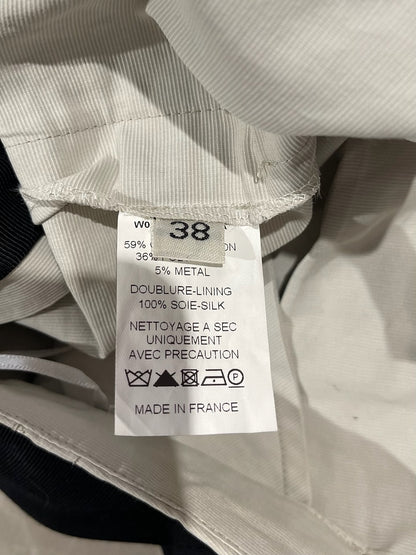 38
59%
36%
5% METAL
DOUBLURE-LINING
100% SOIE-SILK
NETTOYAGE A SEC
UNIQUEMENT
AVEC PRECAUTION
P
MADE IN FRANCE